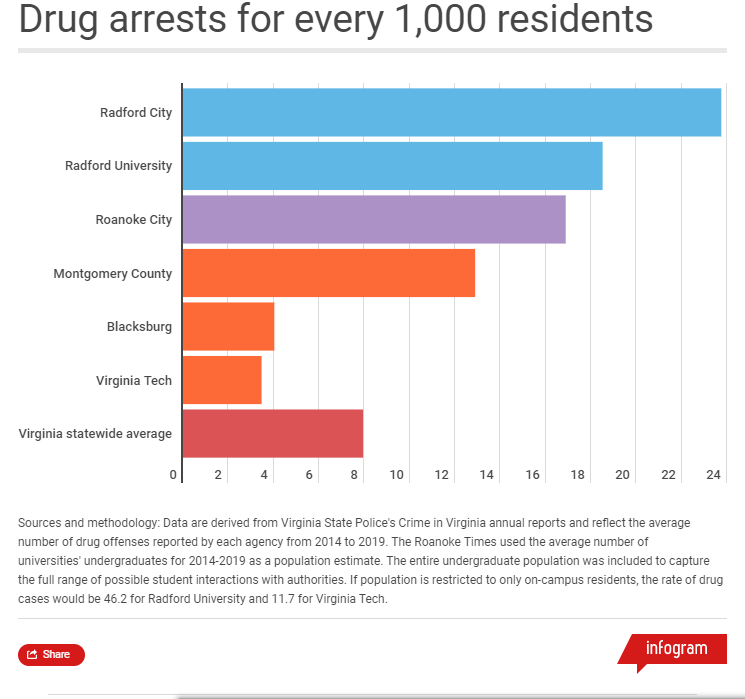 Drug arrests for every 1,000 residents
Radford City
Radford University
Roanoke City
Montgomery County
Blacksburg
Virginia Tech
Virginia statewide average
0 2 4 6 8 10 12 14 16 18 20 22 24
Sources and methodology: Data are derived from Virginia State Police's Crime in Virginia annual reports and reflect the average
number of drug offenses reported by each agency from 2014 to 2019. The Roanoke Times used the average number of
universities' undergraduates for 2014-2019 as a population estimate. The entire undergraduate population was included to capture
the full range of possible student interactions with authorities. If population is restricted to only on-campus residents, the rate of drug
cases would be 46.2 for Radford University and 11.7 for Virginia Tech.
Share
infogram